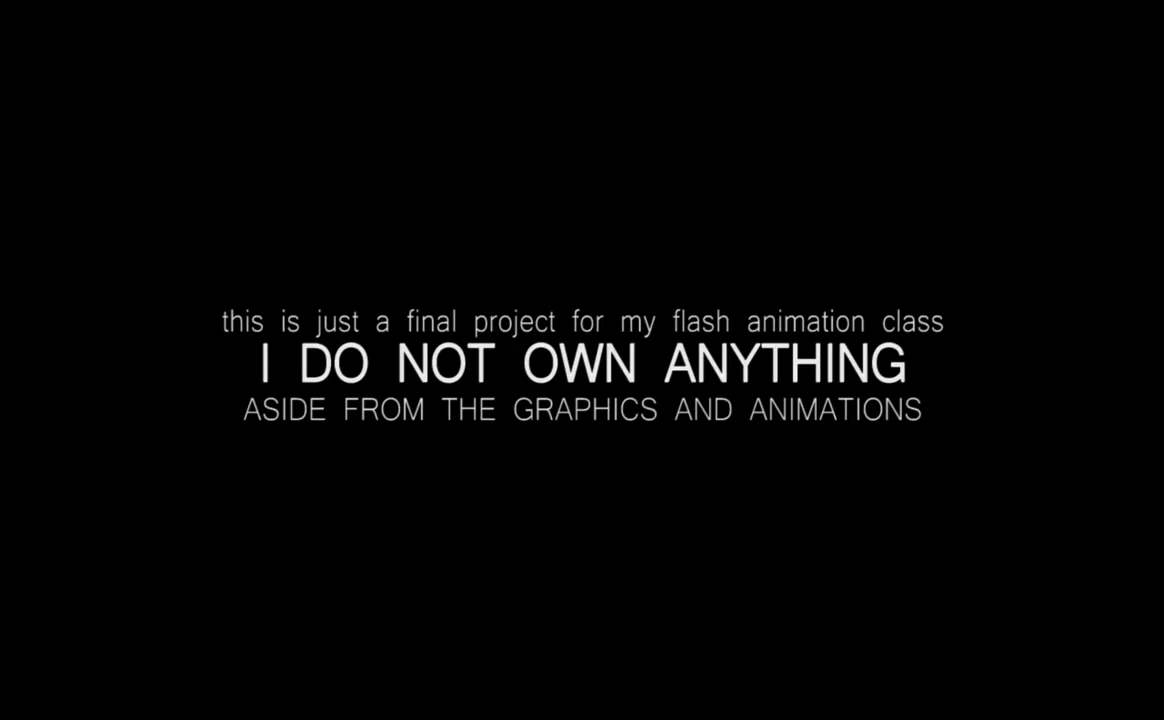 this is just a final project for my flash animation class
I DO NOT OWN ANYTHING
ASIDE FROM THE GRAPHICS AND ANIMATIONS